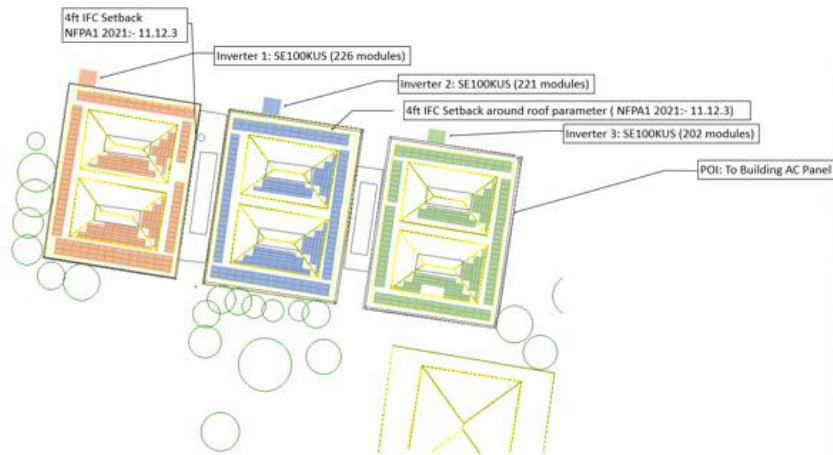 4ft IFC Setback
NFPA1 2021:- 11.12.3
Inverter 1: SE100KUS (226 modules)
Inverter 2: SE100KUS (221 modules)
4ft IFC Setback around roof parameter ( NFPA1 2021:- 11.12.3)
Inverter 3: SE100KUS (202 modules)
POI: To Building AC Panel